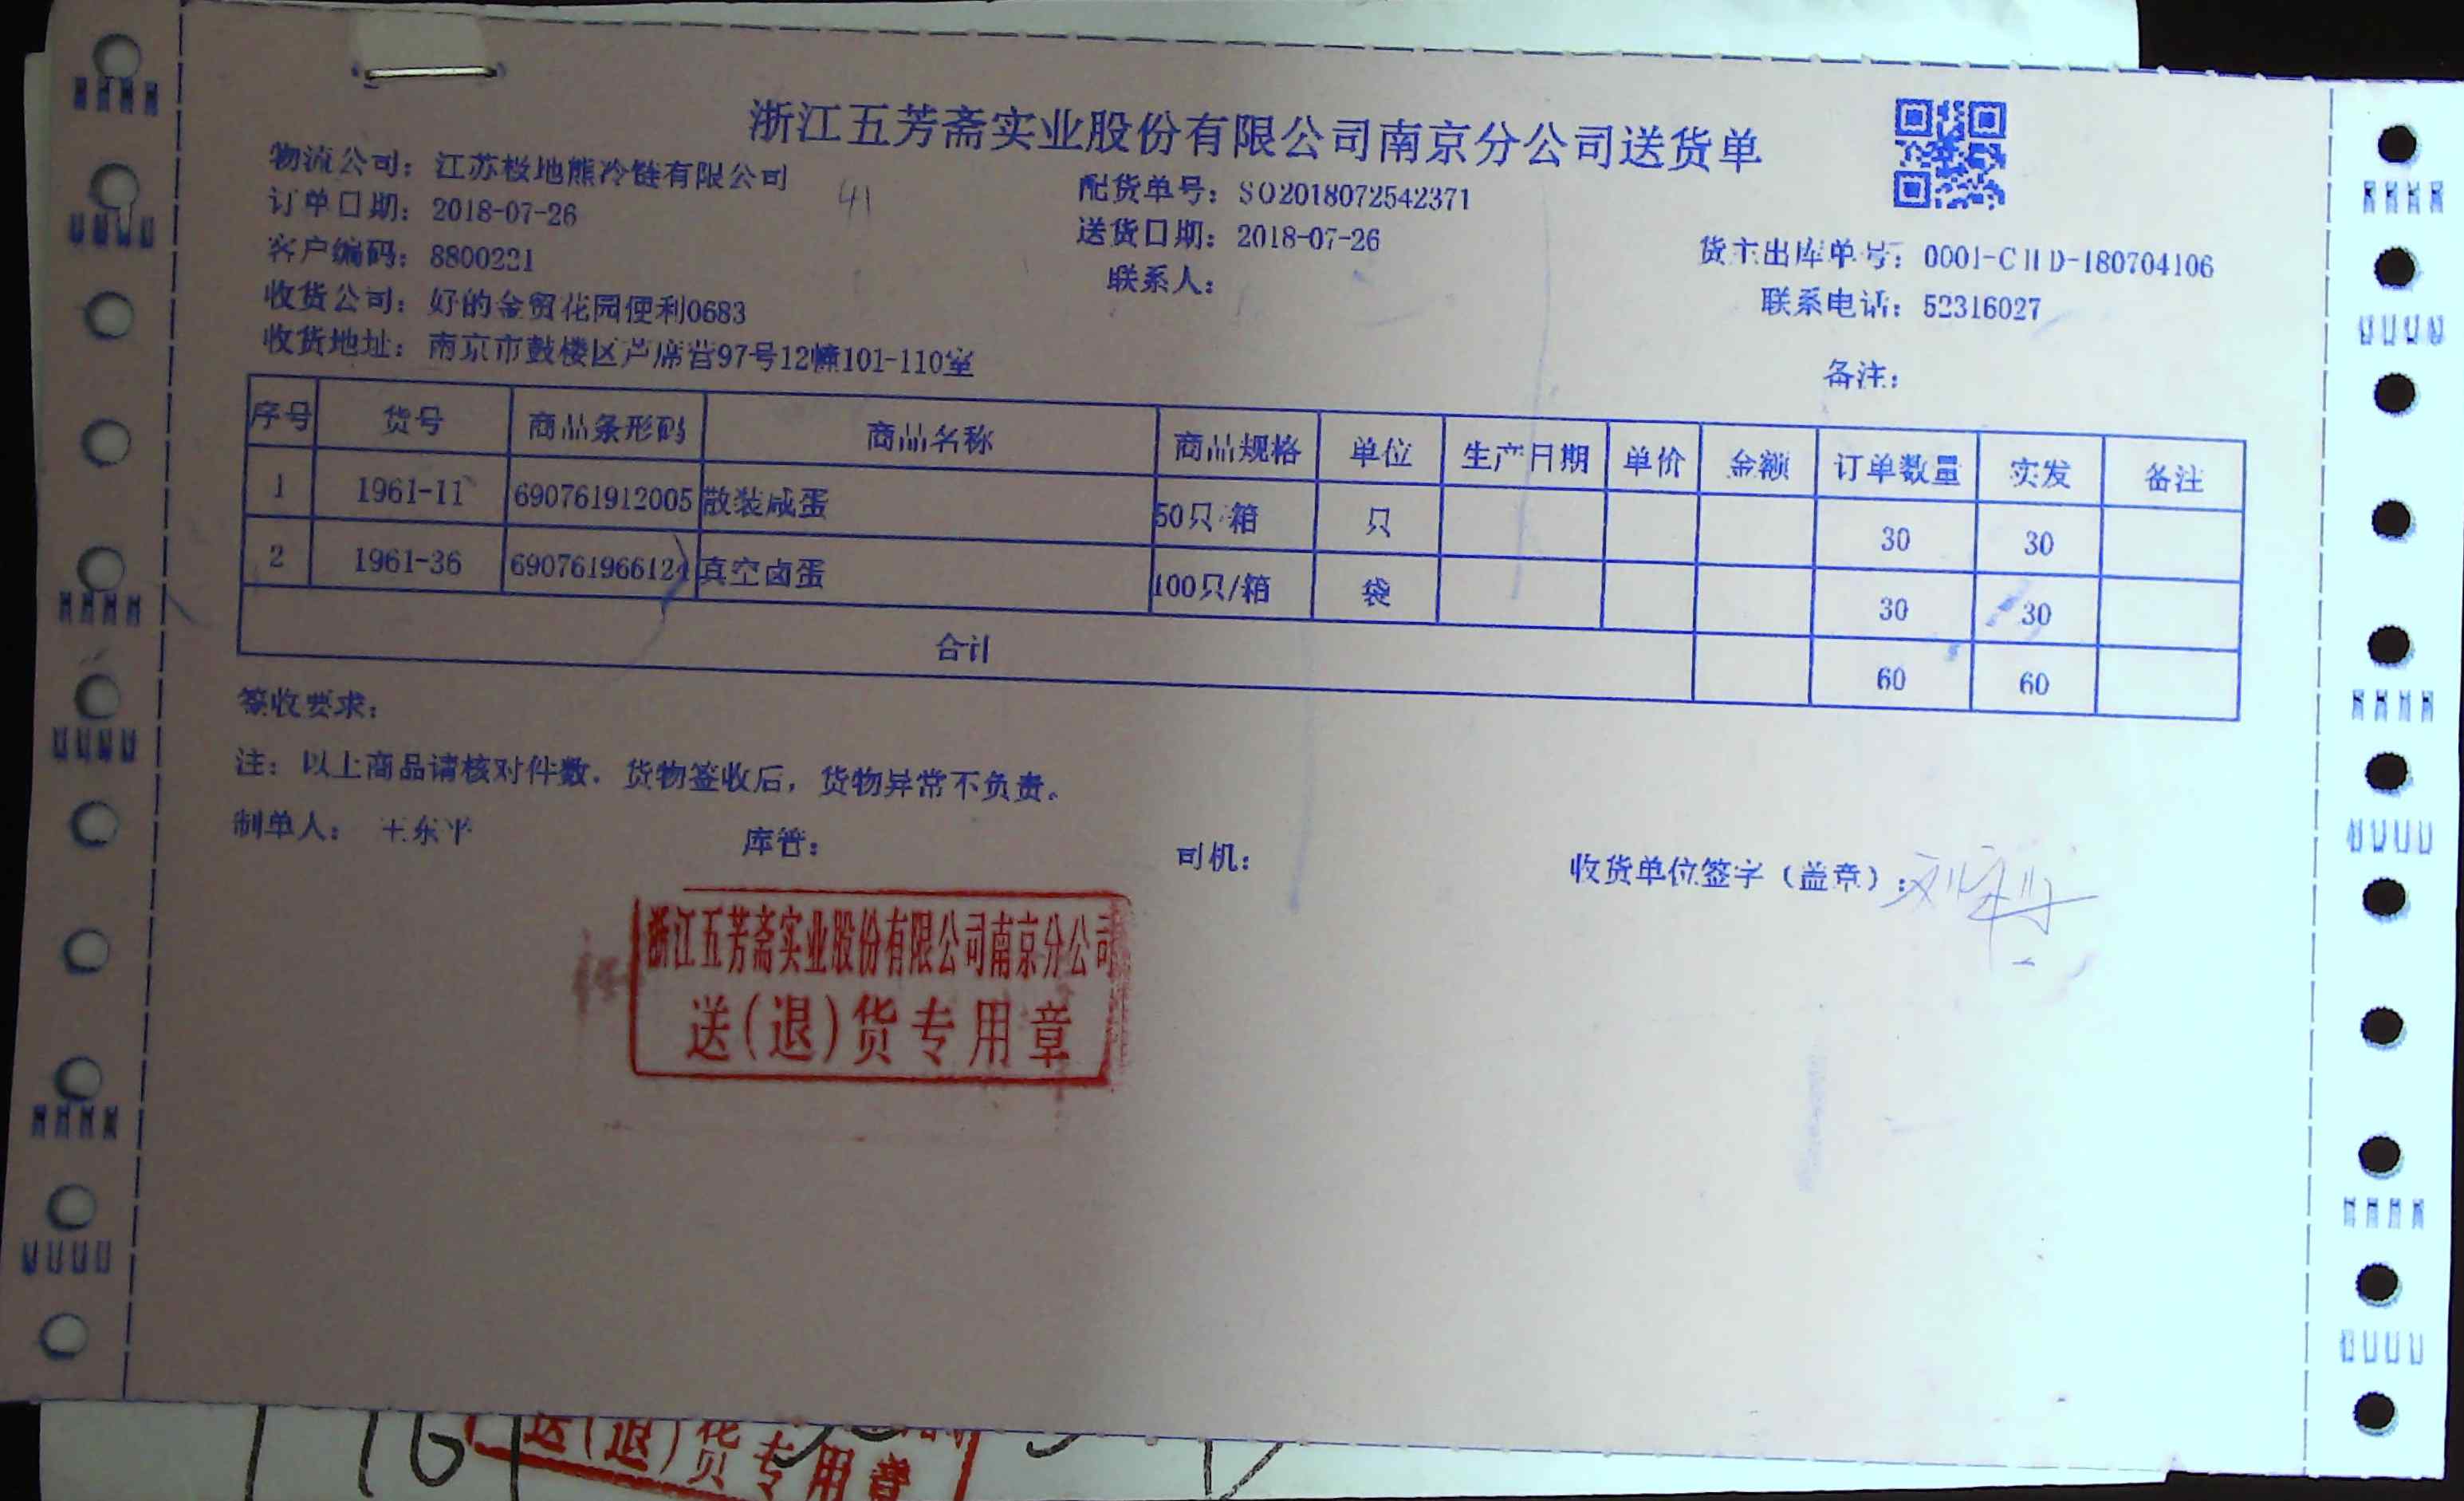 浙江五芳斋实业股份有限公司南京分公司送货单
物流公司：江苏极地熊冷链有限公司
41
配货单号：SO2018072542371
订单日期：2018-07-26
送货日期：2018-07-26
货主出库单号：0001-CHD-180704106
客户编码：8800221
联系人：
联系电话：52316027
收货公司：好的金贸花园便利0683
收货地址：南京市鼓楼区芦席营97号12幢101-110室
备注：
序号 货号 商品条形码 商品名称 商品规格 单位 生产日期 单价 金额 订单数量 实发 备注
1 1961-11 690761912005 散装咸蛋 50只/箱 只 30 30
2 1961-36 690761966124 真空卤蛋 100只/箱 袋 30 30
合计 60 60
签收要求：
注：以上商品请核对件数，货物签收后，货物异常不负责。
制单人：王东平 库管： 司机： 收货单位签字（盖章）：
浙江五芳斋实业股份有限公司南京分公司
送(退)货专用章
送(退)货专用章